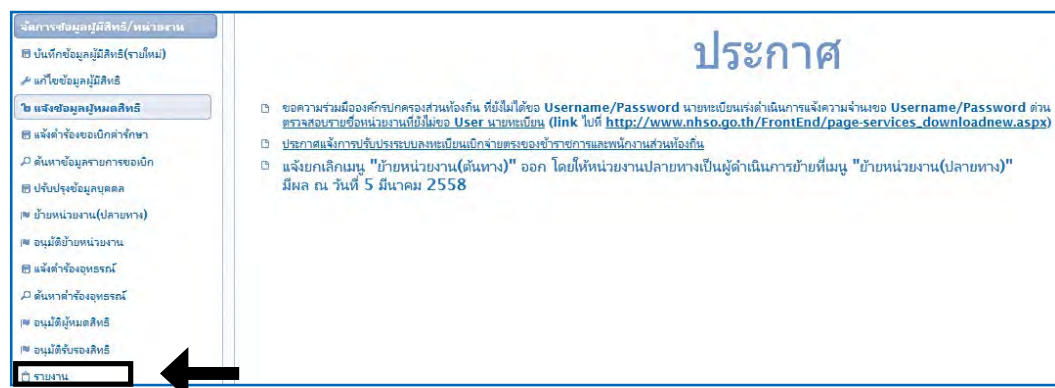 จัดการข้อมูลผู้มีสิทธิ/หน่วยงาน
บันทึกข้อมูลผู้มีสิทธิ(รายใหม่)
แก้ไขข้อมูลผู้มีสิทธิ
แจ้งข้อมูลผู้หมดสิทธิ
แจ้งคำร้องขอเบิกค่ารักษา
ค้นหาข้อมูลรายการขอเบิก
ปรับปรุงข้อมูลบุคคล
ย้ายหน่วยงาน(ปลายทาง)
อนุมัติย้ายหน่วยงาน
แจ้งคำร้องอุทธรณ์
ค้นหาคำร้องอุทธรณ์
อนุมัติผู้หมดสิทธิ
อนุมัติรับรองสิทธิ
รายงาน
ประกาศ
ขอความร่วมมือองค์กรปกครองส่วนท้องถิ่น ที่ยังไม่ได้ขอ Username/Password นายทะเบียนเร่งดำเนินการแจ้งความจำนงขอ Username/Password ด่วน
ตรวจสอบรายชื่อหน่วยงานที่ยังไม่ขอ User นายทะเบียน (link ไปที่ http://www.nhso.go.th/FrontEnd/page-services_downloadnew.aspx)
ประกาศแจ้งการปรับปรุงระบบลงทะเบียนเบิกจ่ายตรงของข้าราชการและพนักงานส่วนท้องถิ่น
แจ้งยกเลิกเมนู "ย้ายหน่วยงาน(ต้นทาง)" ออก โดยให้หน่วยงานปลายทางเป็นผู้ดำเนินการย้ายที่เมนู "ย้ายหน่วยงาน(ปลายทาง)"
มีผล ณ วันที่ 5 มีนาคม 2558